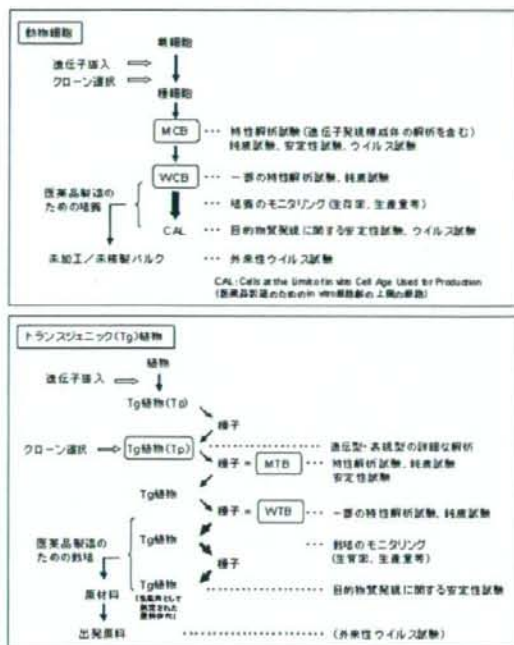 動物細胞
親細胞
遺伝子導入
クローン選択
種細胞
MCB … 特性解析試験(遺伝子発現構成体の解析を含む)
純度試験、安定性試験、ウイルス試験
WCB … 一部の特性解析試験、純度試験
医薬品製造の
ための培養
… 培養のモニタリング(生存率、生産量等)
CAL … 目的物質発現に関する安定性試験、ウイルス試験
未加工/未精製バルク … 外来性ウイルス試験
CAL: Cells at the Limit of in vitro Cell Age Used for Production
(医薬品製造のためのin vitro細胞齢の上限の細胞)
トランスジェニック(Tg)植物
植物
遺伝子導入
Tg植物(T0)
種子
クローン選択 Tg植物(Tp) 遺伝型・表現型の詳細な解析
種子 = MTB … 特性解析試験、純度試験
安定性試験
Tg植物
種子 = WTB … 一部の特性解析試験、純度試験
医薬品製造の
ための栽培
Tg植物
… 栽培のモニタリング
(生存率、生産量等)
種子
Tg植物 目的物質発現に関する安定性試験
原材料
出発原料 (外来性ウイルス試験)